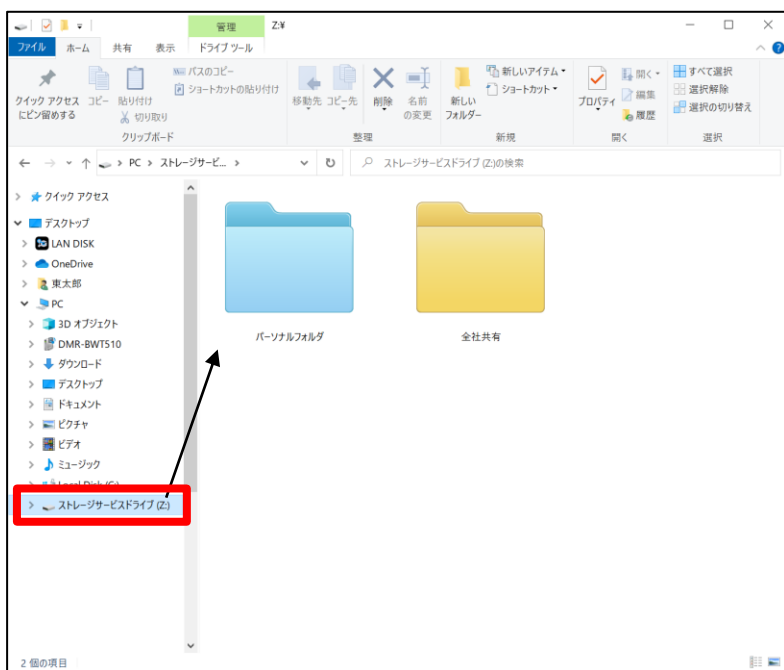 管理 Z:¥
ファイル ホーム 共有 表示 ドライブ ツール
クイック アクセス
にピン留めする
コピー
貼り付け
パスのコピー
ショートカットの貼り付け
切り取り
クリップボード
移動先 コピー先 削除
名前
の変更
整理
新しい
フォルダー
新しいアイテム
ショートカット
新規
プロパティ
開く
編集
履歴
開く
すべて選択
選択解除
選択の切り替え
選択
PC > ストレージサービ... >
ストレージサービスドライブ (Z:)の検索
クイック アクセス
デスクトップ
LAN DISK
OneDrive
東太郎
PC
3D オブジェクト
DMR-BWT510
ダウンロード
デスクトップ
ドキュメント
ピクチャ
ビデオ
ミュージック
Local Disk (C:)
ストレージサービスドライブ (Z:)
パーソナルフォルダ
全社共有
2 個の項目